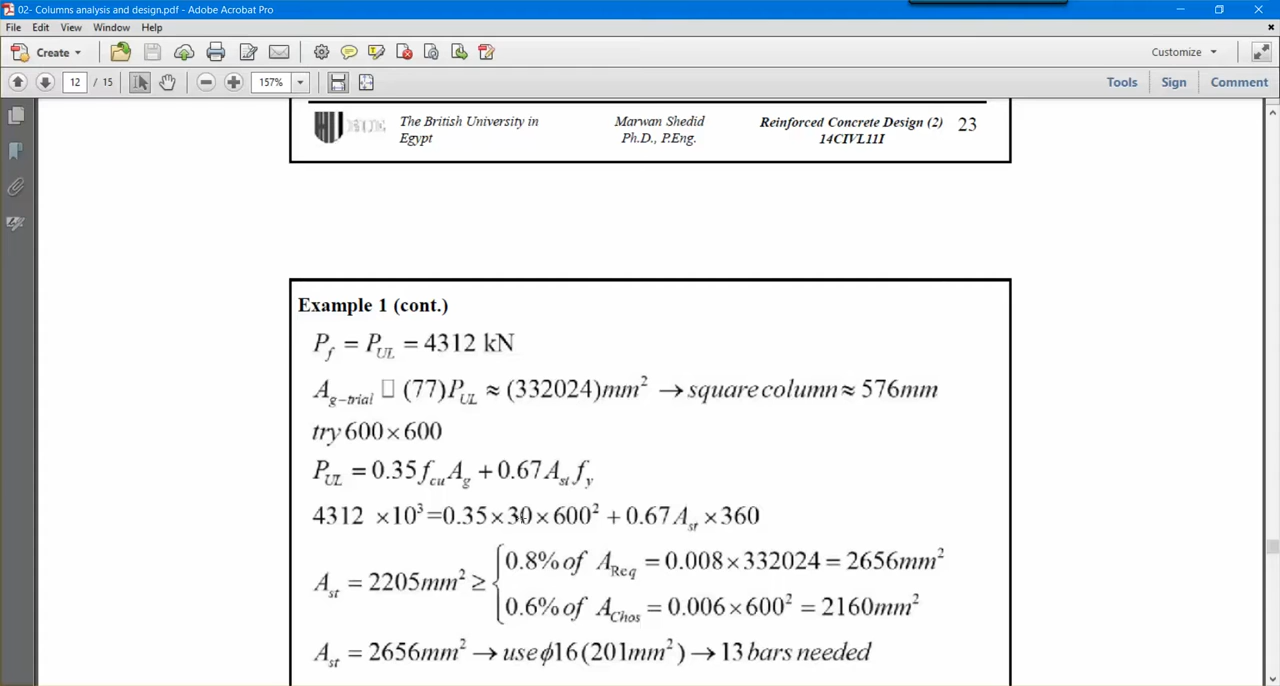 02- Columns analysis and design.pdf - Adobe Acrobat Pro
File Edit View Window Help
Create Customize
12 / 15 157% Tools Sign Comment
The British University in Egypt
Marwan Shedid
Ph.D., P.Eng.
Reinforced Concrete Design (2)
14CIVL11I
23
Example 1 (cont.)
P_f = P_UL = 4312 kN
A_g-trial □ (77)P_UL ≈ (332024)mm² → square column ≈ 576mm
try 600 × 600
P_UL = 0.35 f_cu A_g + 0.67 A_st f_y
4312 ×10³ =0.35×30×600² + 0.67 A_st ×360
A_st = 2205mm² ≥ { 0.8% of A_Req = 0.008×332024 = 2656mm²
0.6% of A_Chos = 0.006×600² = 2160mm²
A_st = 2656mm² → use ϕ16 (201mm²) → 13 bars needed